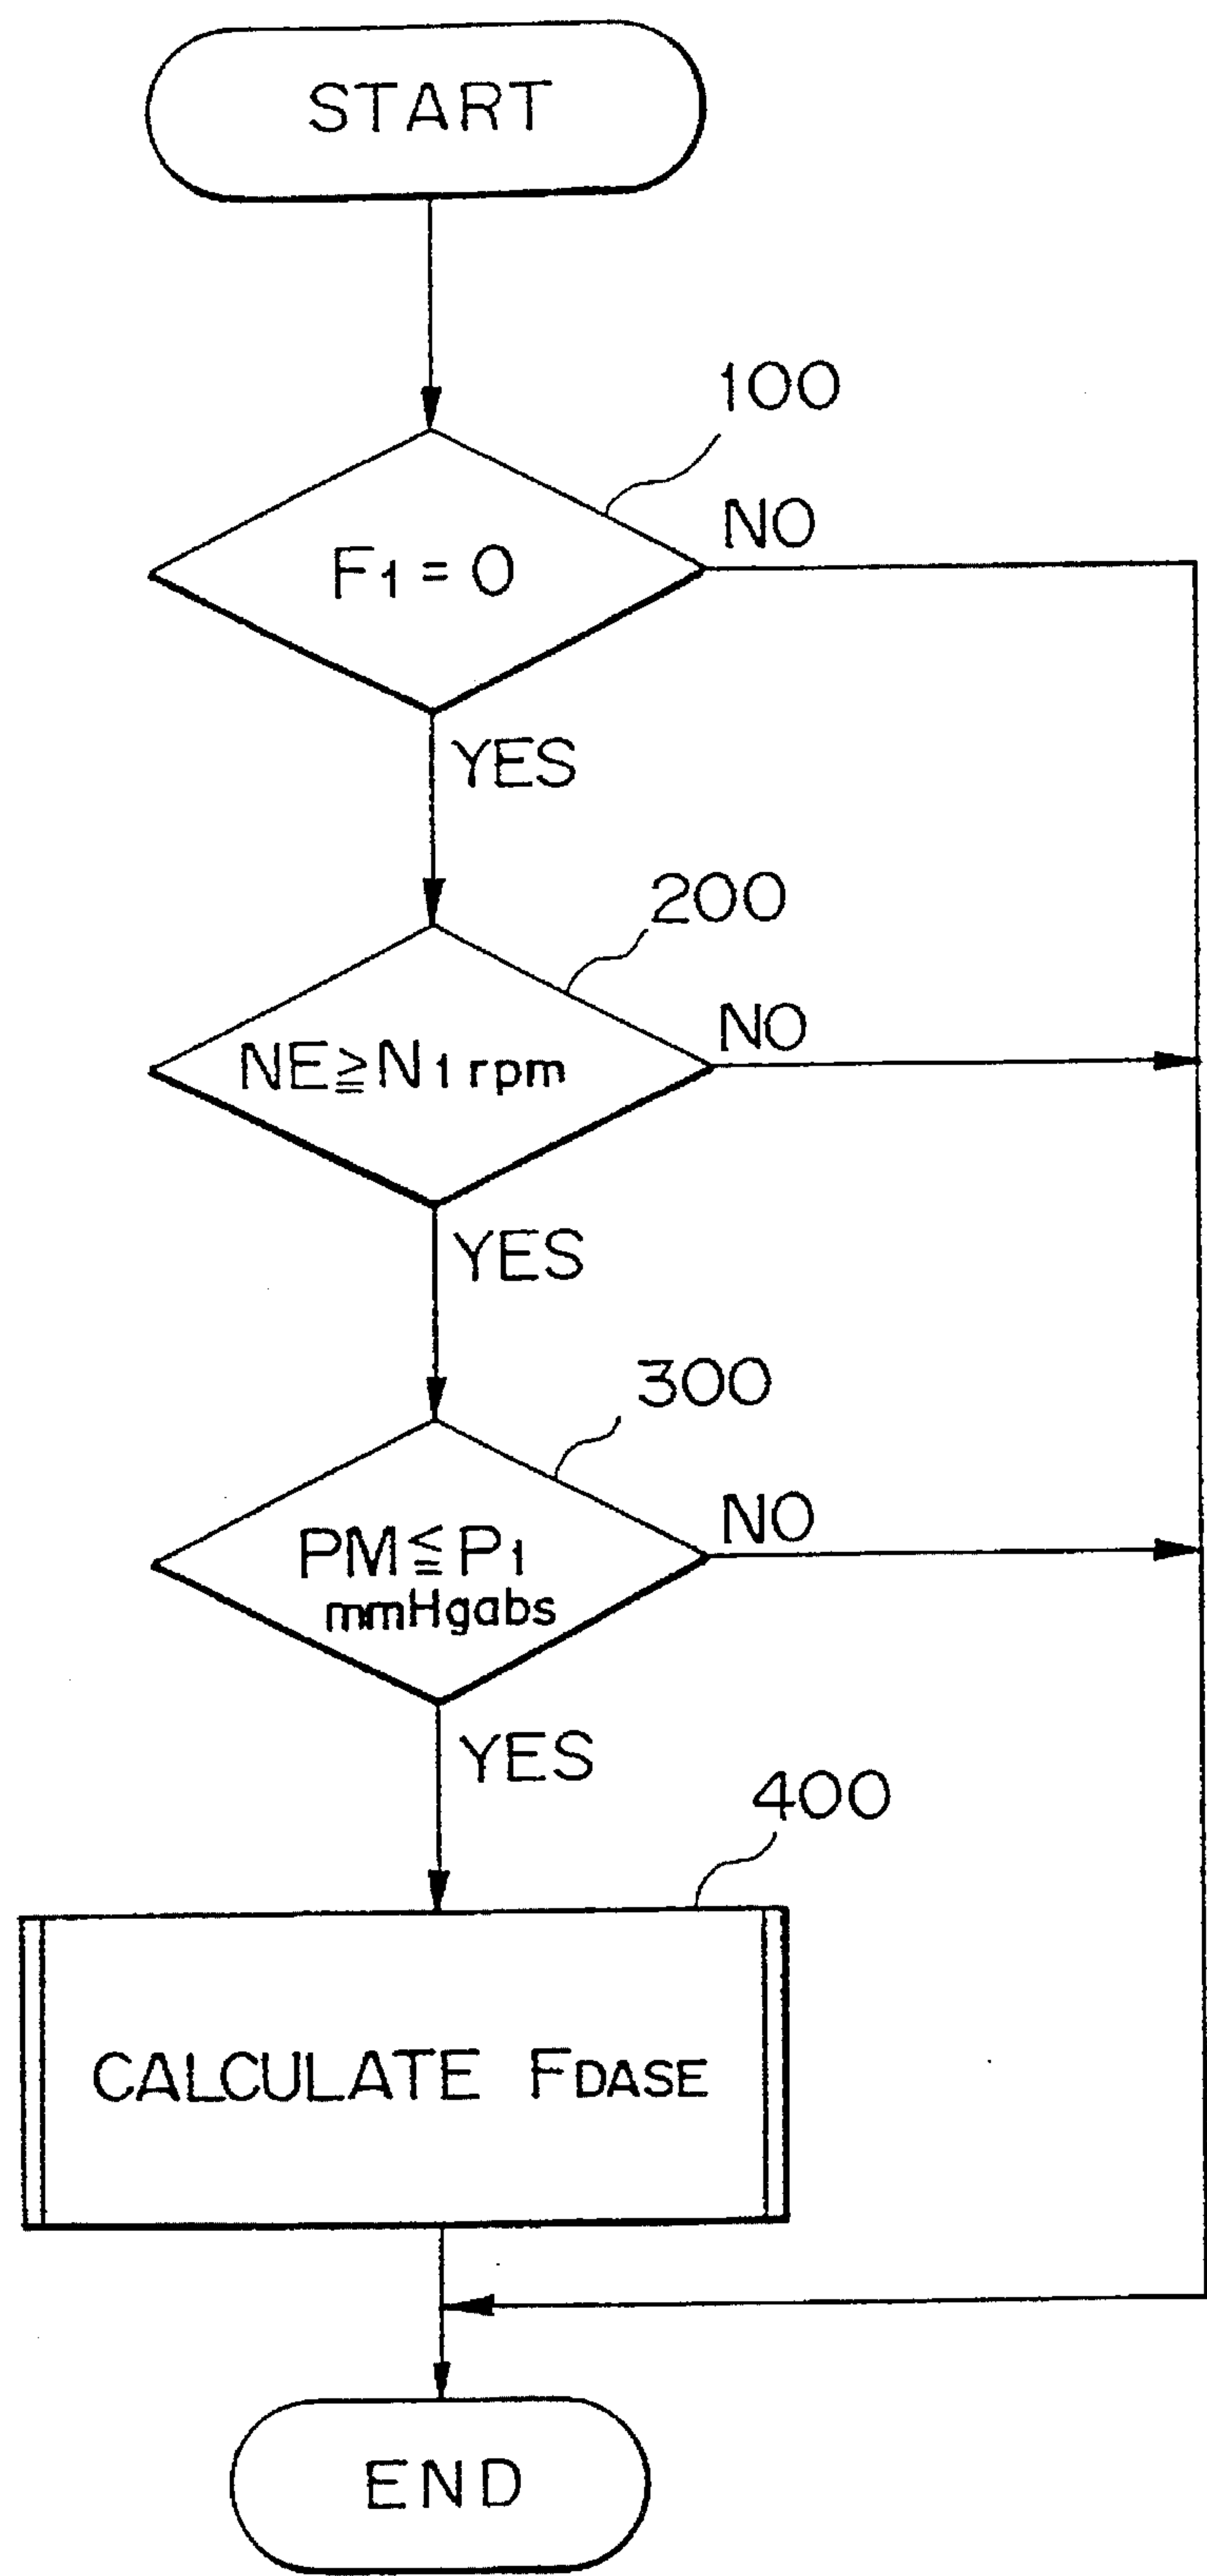 START
100
F1 = 0
NO
YES
200
NE ≧ N1 rpm
NO
YES
300
PM ≦ P1
mmHgabs
NO
YES
400
CALCULATE FDASE
END